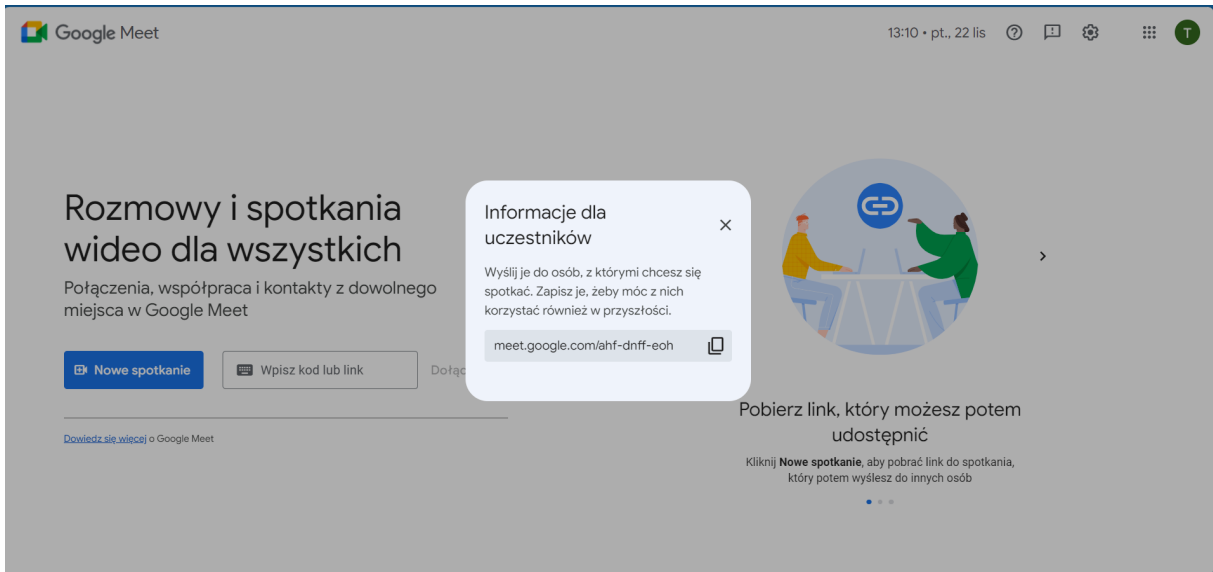 Google Meet
13:10 • pt., 22 lis
T
Rozmowy i spotkania
wideo dla wszystkich
Połączenia, współpraca i kontakty z dowolnego
miejsca w Google Meet
Nowe spotkanie
Wpisz kod lub link
Dowiedz się więcej o Google Meet
Informacje dla
uczestników
Wyślij je do osób, z którymi chcesz się
spotkać. Zapisz je, żeby móc z nich
korzystać również w przyszłości.
meet.google.com/ahf-dnff-eoh
Pobierz link, który możesz potem
udostępnić
Kliknij Nowe spotkanie, aby pobrać link do spotkania,
który potem wyślesz do innych osób